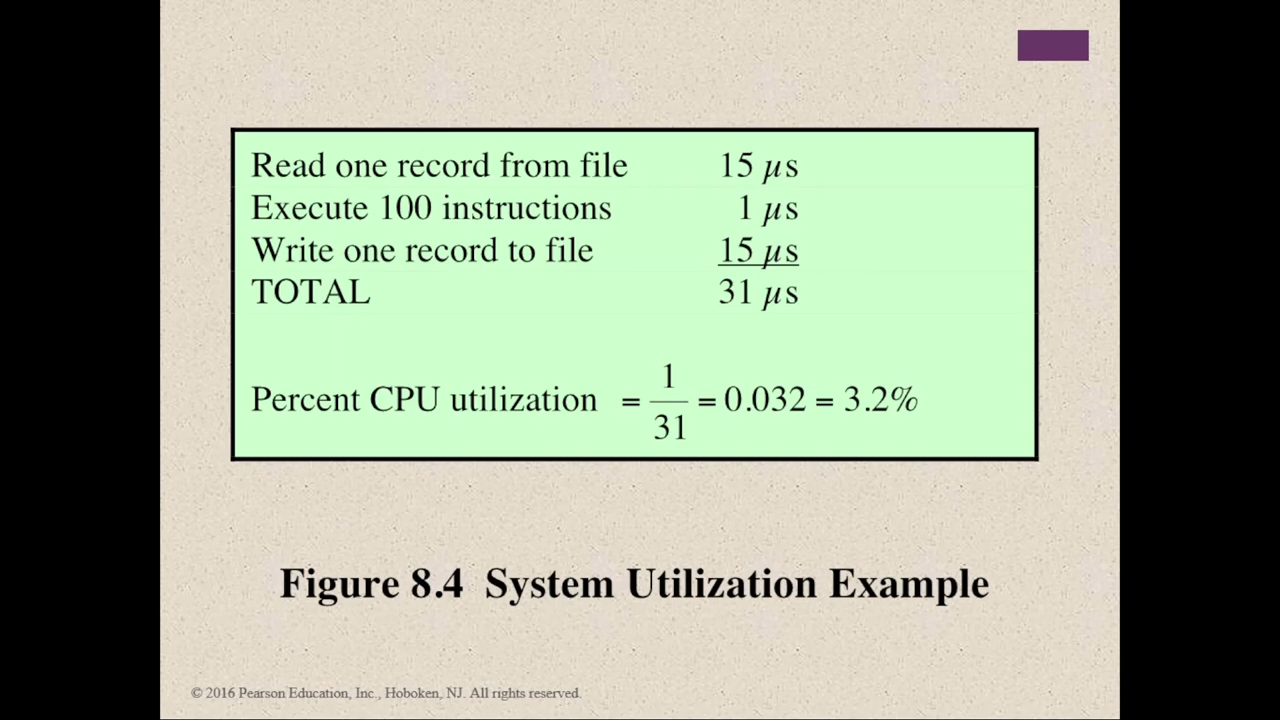 Read one record from file 15 μs
Execute 100 instructions 1 μs
Write one record to file 15 μs
TOTAL 31 μs
Percent CPU utilization = 1/31 = 0.032 = 3.2%
Figure 8.4 System Utilization Example
© 2016 Pearson Education, Inc., Hoboken, NJ. All rights reserved.